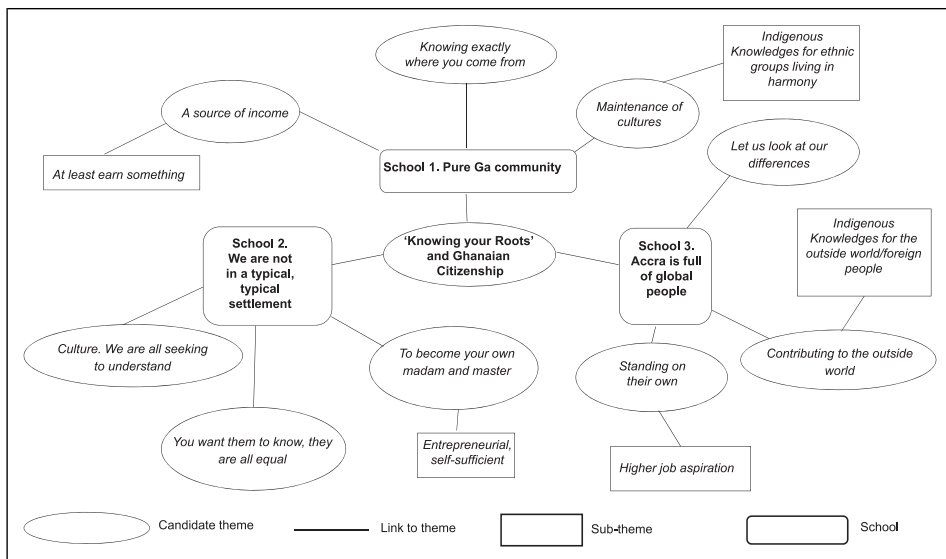 Knowing exactly
where you come from
Indigenous
Knowledges for ethnic
groups living in
harmony
A source of income
Maintenance of
cultures
At least earn something
School 1. Pure Ga community
Let us look at our
differences
School 2.
We are not
in a typical,
typical
settlement
‘Knowing your Roots’
and Ghanaian
Citizenship
School 3.
Accra is full
of global
people
Indigenous
Knowledges for the
outside world/foreign
people
Culture. We are all seeking
to understand
To become your own
madam and master
Standing on
their own
Contributing to the outside
world
You want them to know, they
are all equal
Entrepreneurial,
self-sufficient
Higher job aspiration
Candidate theme
Link to theme
Sub-theme
School